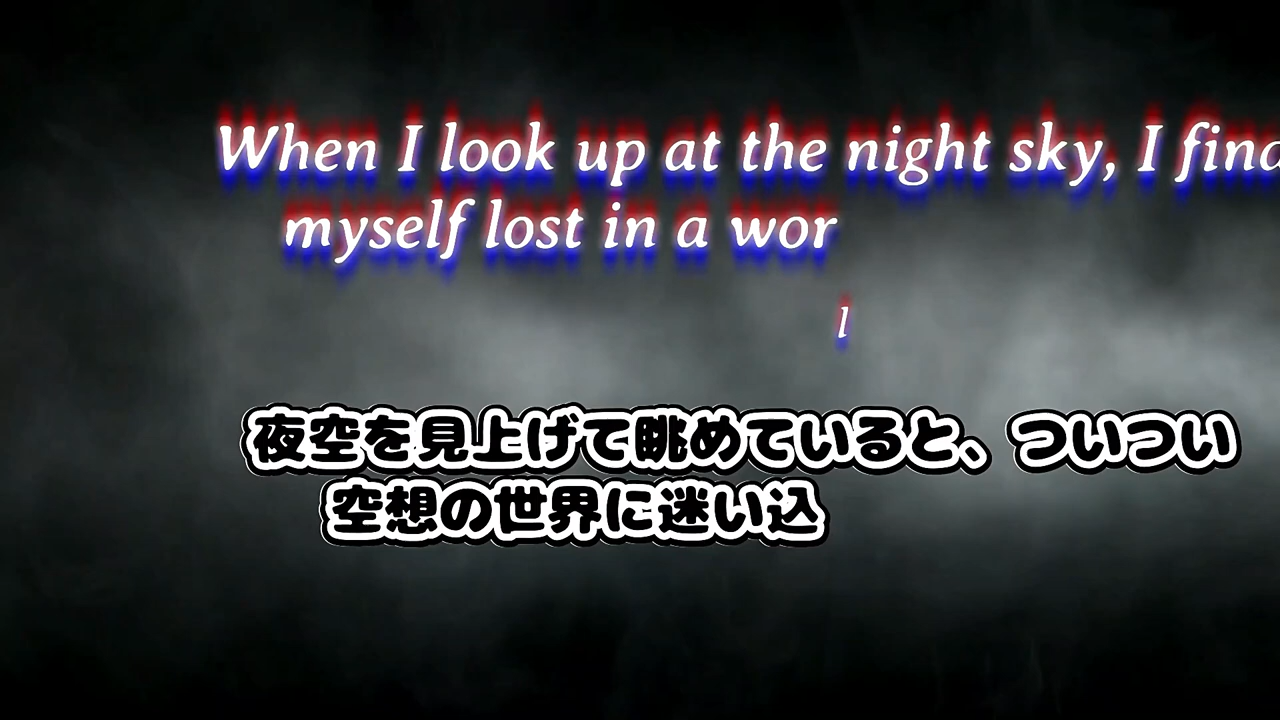 When I look up at the night sky, I find
myself lost in a wor
l
夜空を見上げて眺めていると、ついつい
空想の世界に迷い込